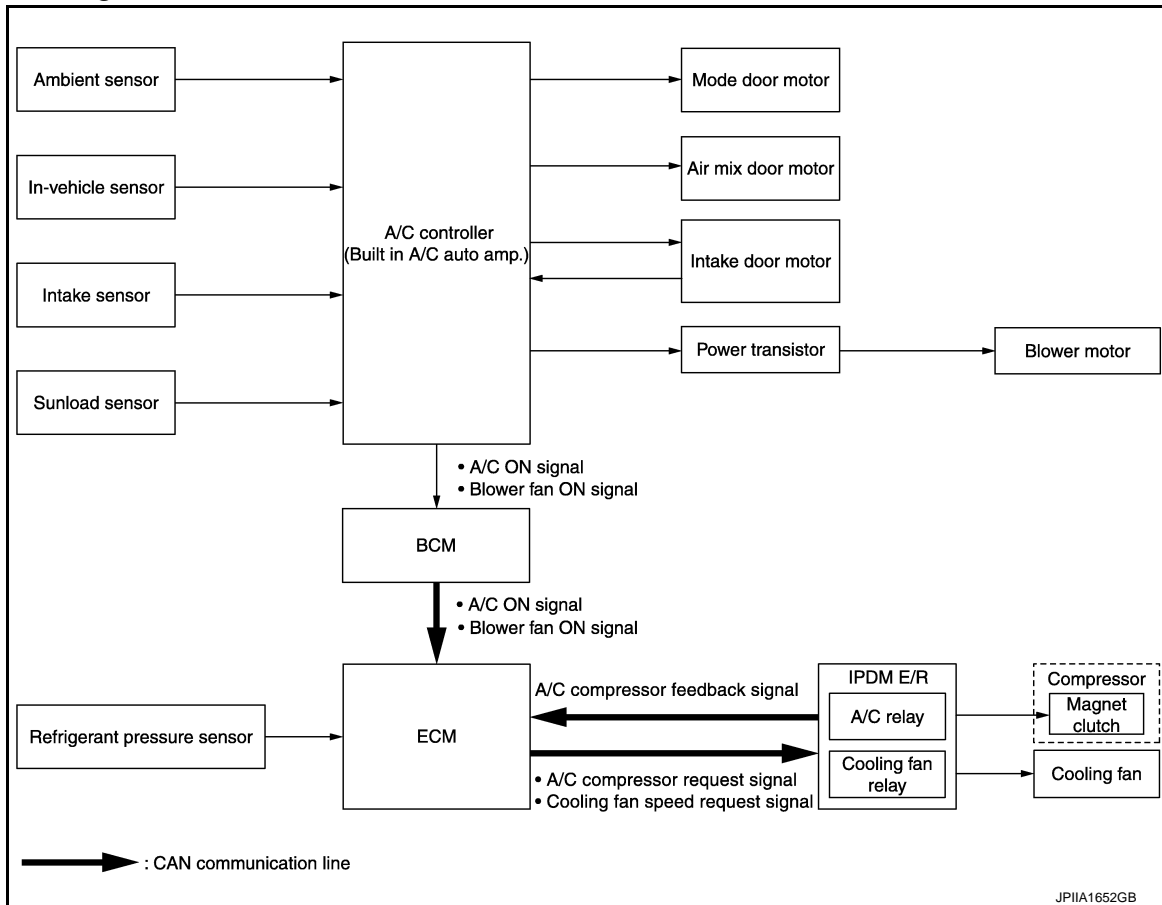 Ambient sensor
In-vehicle sensor
Intake sensor
Sunload sensor
A/C controller
(Built in A/C auto amp.)
Mode door motor
Air mix door motor
Intake door motor
Power transistor
Blower motor
• A/C ON signal
• Blower fan ON signal
BCM
• A/C ON signal
• Blower fan ON signal
Refrigerant pressure sensor
ECM
A/C compressor feedback signal
• A/C compressor request signal
• Cooling fan speed request signal
IPDM E/R
A/C relay
Cooling fan
relay
Compressor
Magnet
clutch
Cooling fan
: CAN communication line
JPIIA1652GB